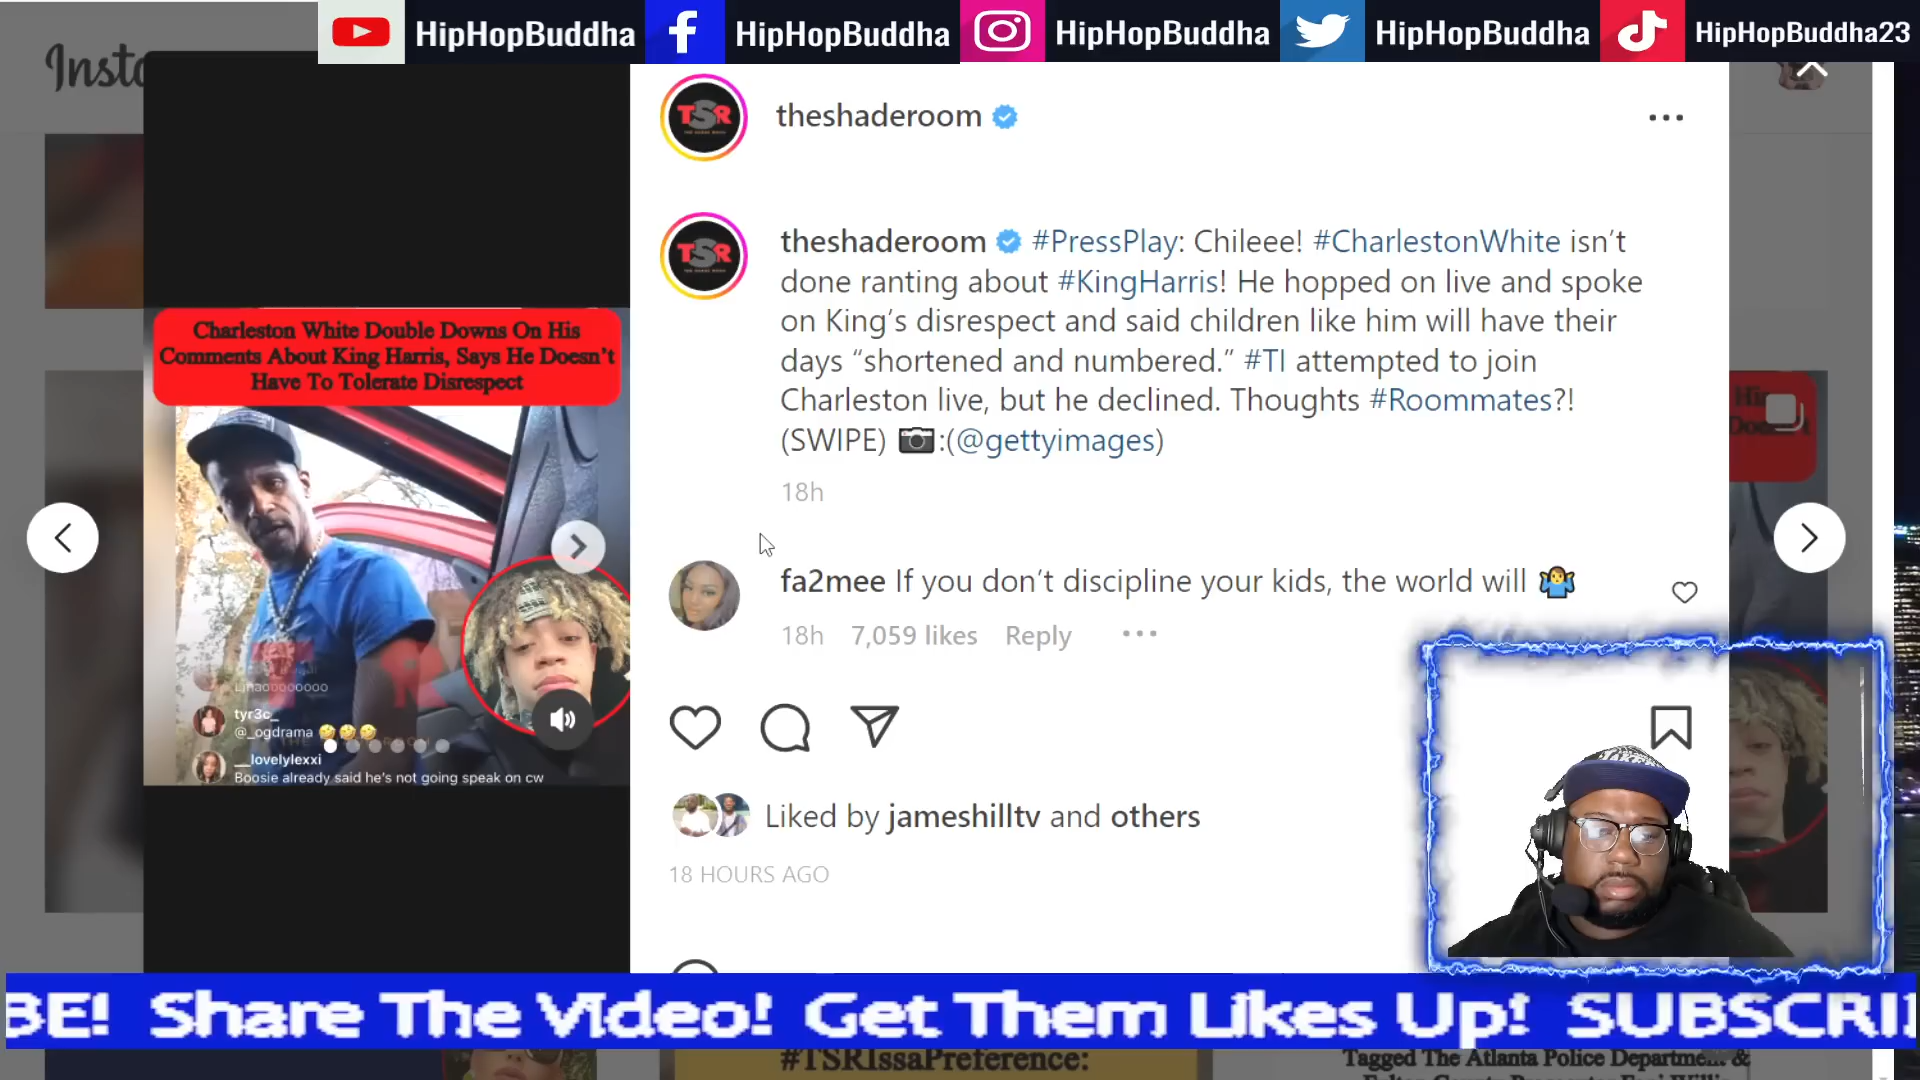 HipHopBuddha HipHopBuddha HipHopBuddha HipHopBuddha HipHopBuddha23
theshaderoom
theshaderoom #PressPlay: Chileee! #CharlestonWhite isn’t
done ranting about #KingHarris! He hopped on live and spoke
on King’s disrespect and said children like him will have their
days “shortened and numbered.” #TI attempted to join
Charleston live, but he declined. Thoughts #Roommates?!
(SWIPE) 📷:(@gettyimages)
18h
fa2mee If you don’t discipline your kids, the world will 🤷‍♀️
18h 7,059 likes Reply
Liked by jameshilltv and others
18 HOURS AGO
Charleston White Double Downs On His
Comments About King Harris, Says He Doesn’t
Have To Tolerate Disrespect
tyr3c_
@_ogdrama 🤣🤣🤣
__lovelylexxi
Boosie already said he's not going speak on cw
TSR
TSR
BE! Share The Video! Get Them Likes Up! SUBSCRI
#TSRIssaPreference:
Tagged The Atlanta Police Departme... &